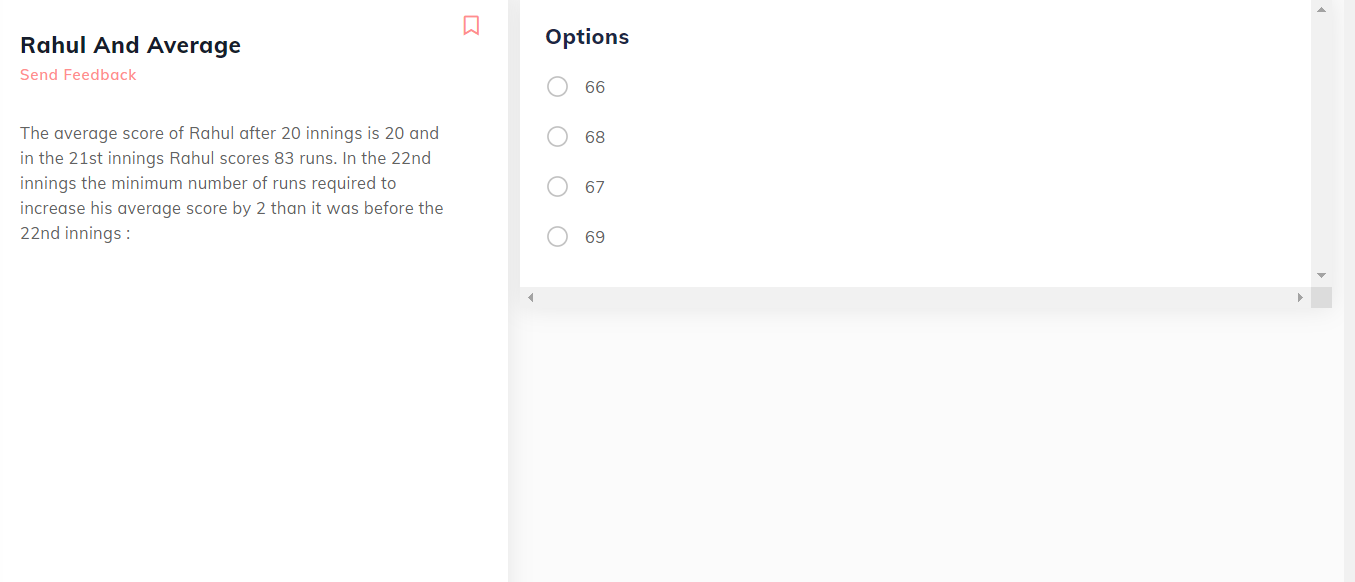 Rahul And Average
Send Feedback
The average score of Rahul after 20 innings is 20 and
in the 21st innings Rahul scores 83 runs. In the 22nd
innings the minimum number of runs required to
increase his average score by 2 than it was before the
22nd innings :
Options
66
68
67
69